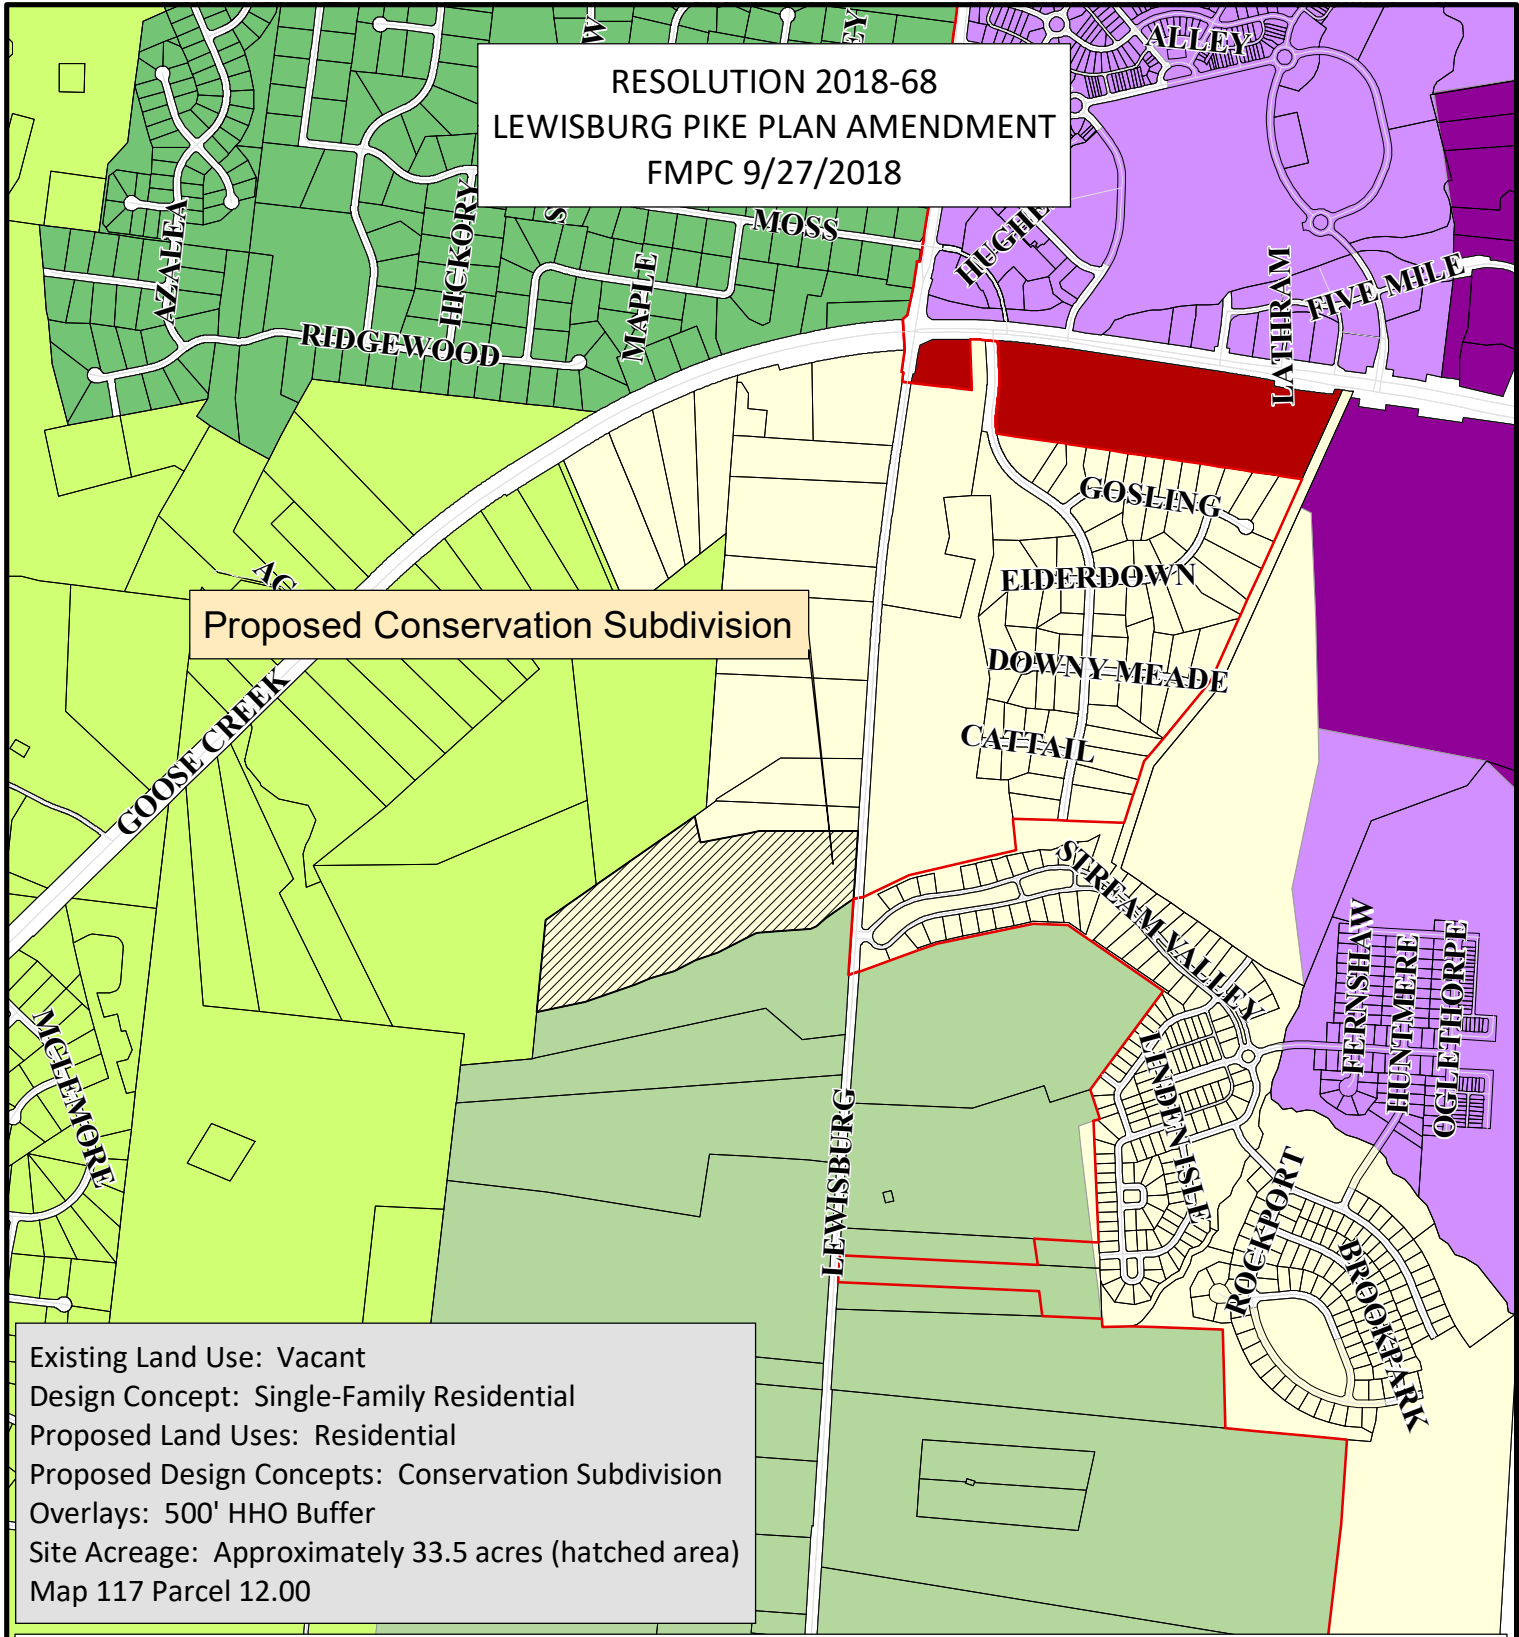 RESOLUTION 2018-68
LEWISBURG PIKE PLAN AMENDMENT
FMPC 9/27/2018
ALLEY
MOSS
AZALEA
HICKORY
MAPLE
RIDGEWOOD
LATHRAM
FIVE MILE
GOSLING
EIDERDOWN
Proposed Conservation Subdivision
DOWNY MEADE
CATTAIL
GOOSE CREEK
STREAM VALLEY
FERNSHAW
HUNTMERE
OGLETHORPE
MCLEMORE
LINDEN ISLE
LEWISBURG
ROCKPORT
BROOKPARK
Existing Land Use: Vacant
Design Concept: Single-Family Residential
Proposed Land Uses: Residential
Proposed Design Concepts: Conservation Subdivision
Overlays: 500' HHO Buffer
Site Acreage: Approximately 33.5 acres (hatched area)
Map 117 Parcel 12.00